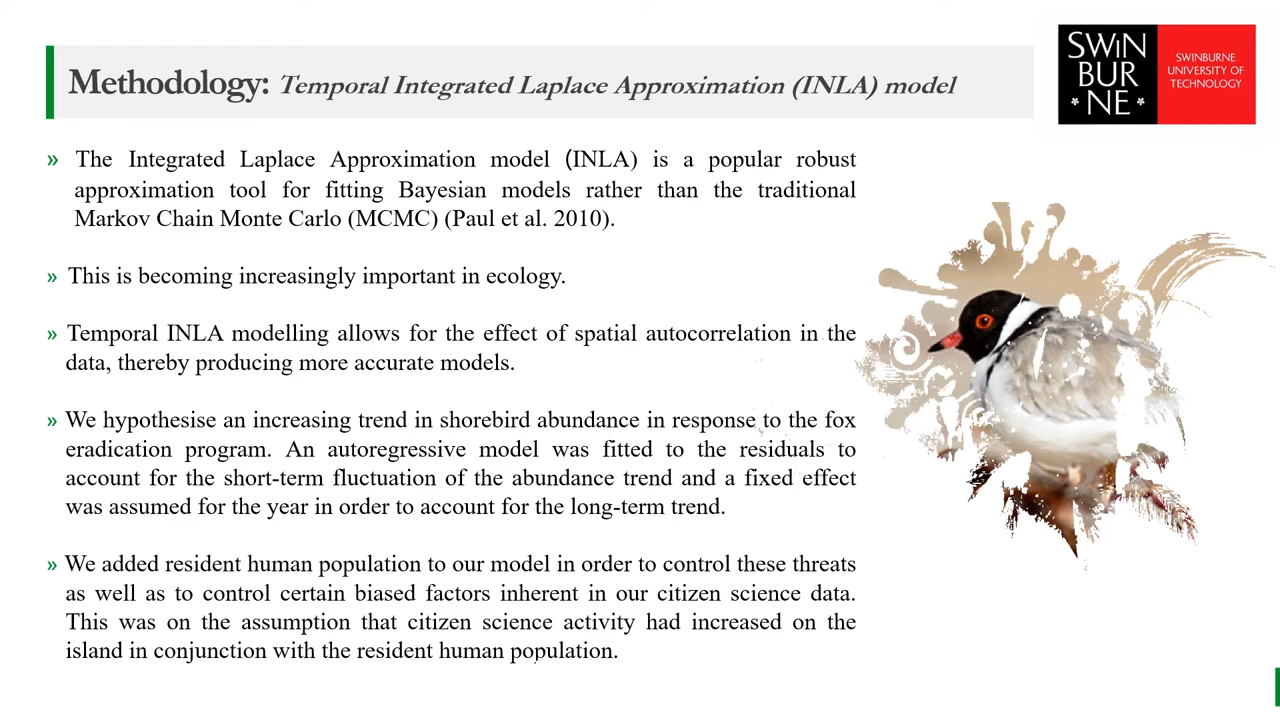 Methodology: Temporal Integrated Laplace Approximation (INLA) model
SWIN
BUR
* NE *
SWINBURNE
UNIVERSITY OF
TECHNOLOGY
» The Integrated Laplace Approximation model (INLA) is a popular robust
approximation tool for fitting Bayesian models rather than the traditional
Markov Chain Monte Carlo (MCMC) (Paul et al. 2010).
» This is becoming increasingly important in ecology.
» Temporal INLA modelling allows for the effect of spatial autocorrelation in the
data, thereby producing more accurate models.
» We hypothesise an increasing trend in shorebird abundance in response to the fox
eradication program. An autoregressive model was fitted to the residuals to
account for the short-term fluctuation of the abundance trend and a fixed effect
was assumed for the year in order to account for the long-term trend.
» We added resident human population to our model in order to control these threats
as well as to control certain biased factors inherent in our citizen science data.
This was on the assumption that citizen science activity had increased on the
island in conjunction with the resident human population.